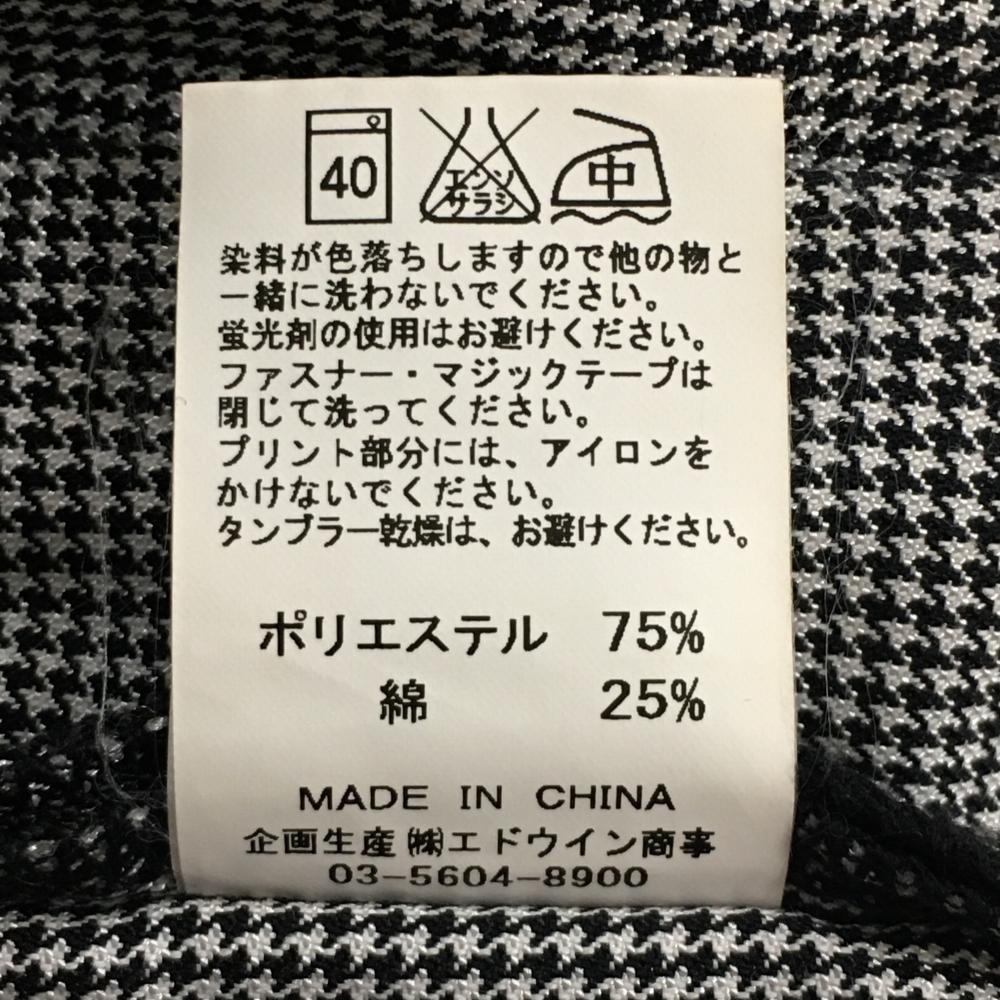 40
エンソ
サラシ
中
染料が色落ちしますので他の物と
一緒に洗わないでください。
蛍光剤の使用はお避けください。
ファスナー・マジックテープは
閉じて洗ってください。
プリント部分には、アイロンを
かけないでください。
タンブラー乾燥は、お避けください。
ポリエステル 75%
綿 25%
MADE IN CHINA
企画生産㈱エドウイン商事
03-5604-8900